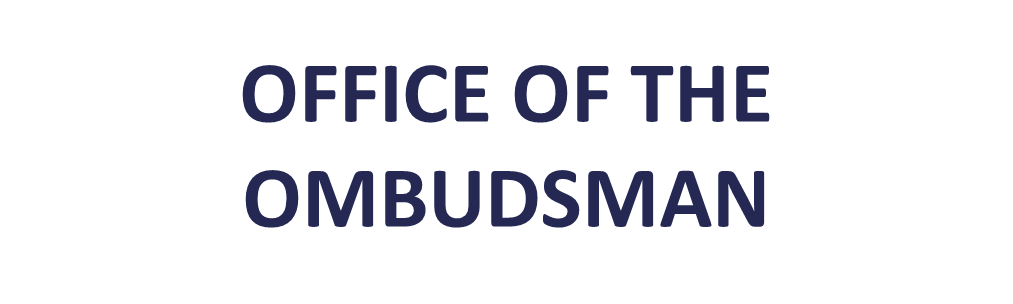 OFFICE OF THE
OMBUDSMAN